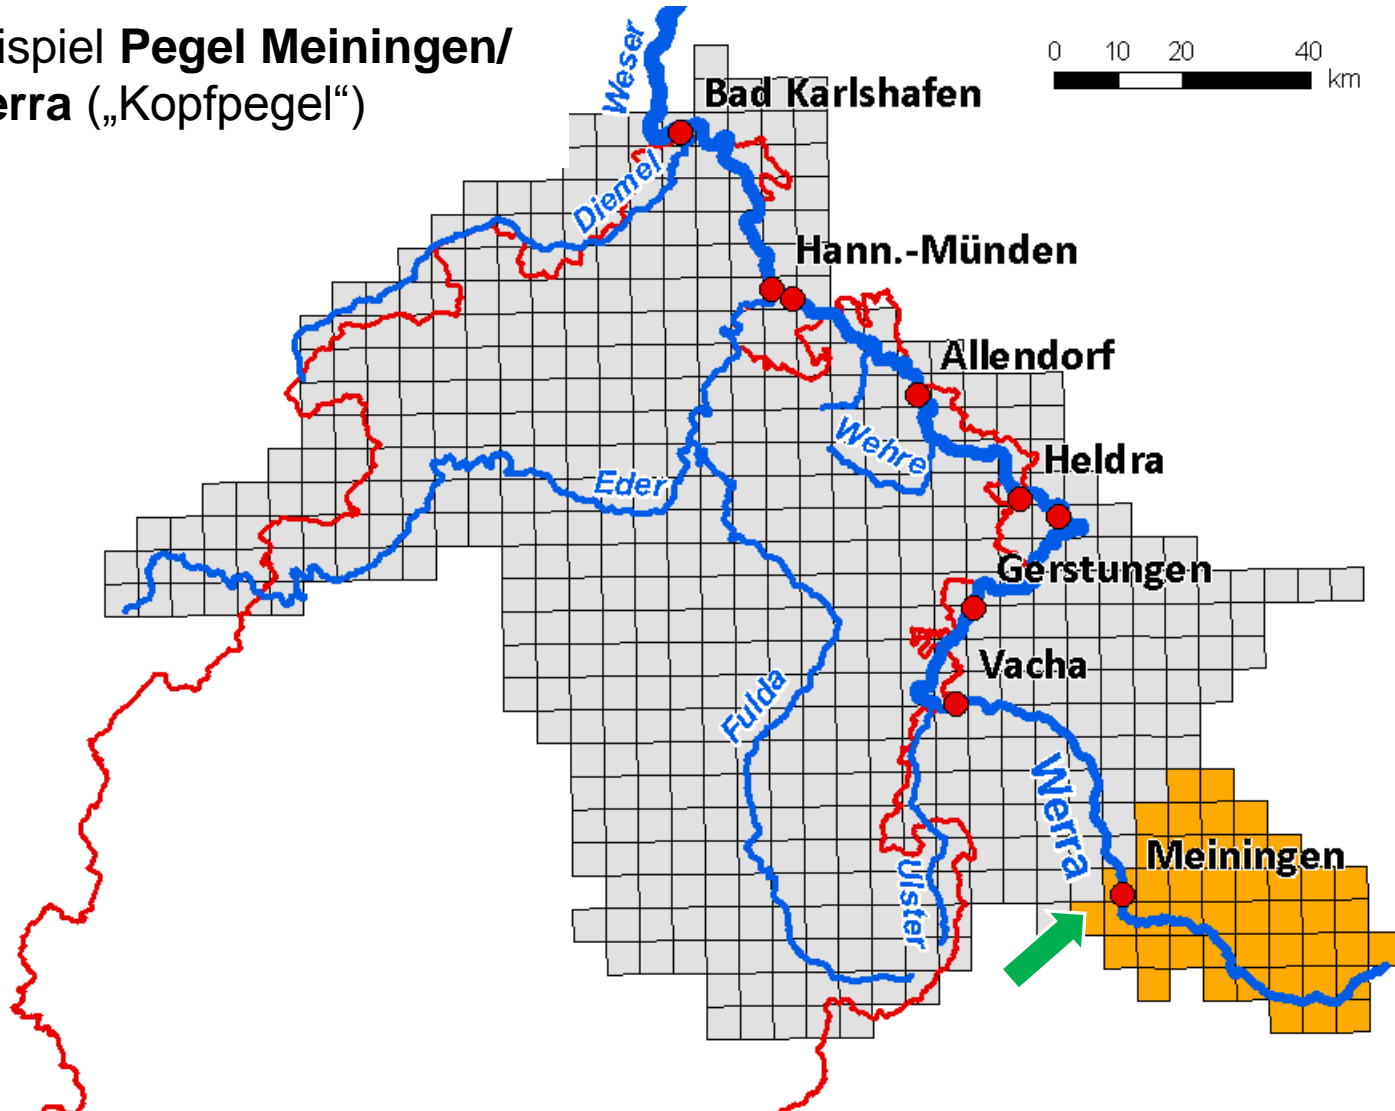 ispiel Pegel Meiningen/
erra („Kopfpegel“)
0 10 20 40
km
Weser
Bad Karlshafen
Diemel
Hann.-Münden
Allendorf
Wehre
Heldra
Eder
Gerstungen
Vacha
Fulda
Werra
Meiningen
Ulster